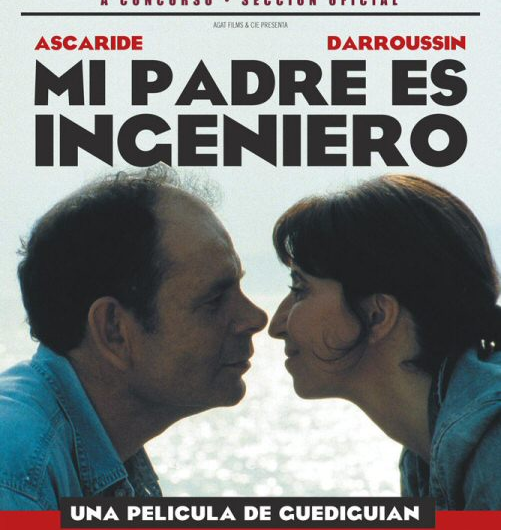 A CONCURSO · SECCIÓN OFICIAL
AGAT FILMS & CIE PRESENTA
ASCARIDE DARROUSSIN
MI PADRE ES
INGENIERO
UNA PELICULA DE GUEDIGUIAN